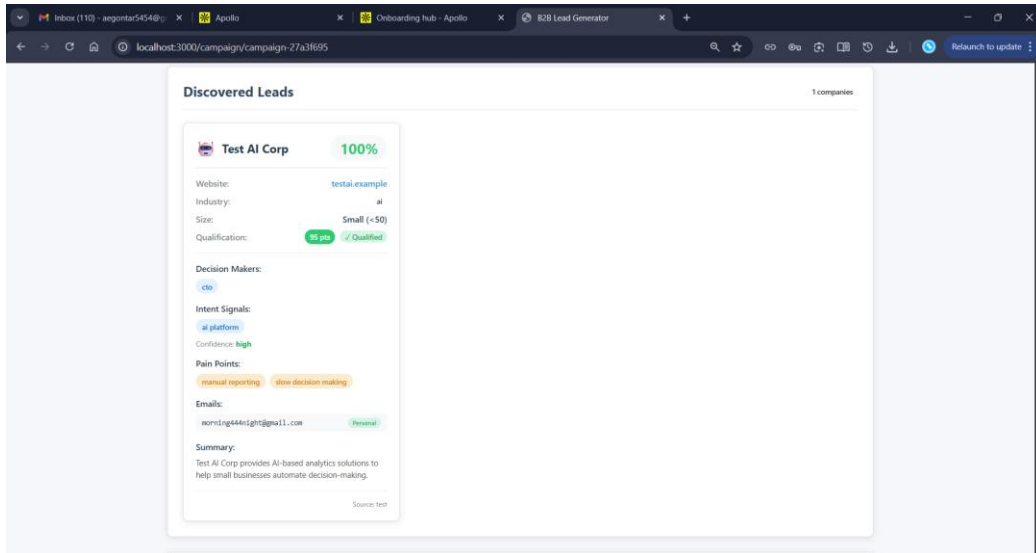 Inbox (110) - aegontar5454@g
Apollo
Onboarding hub - Apollo
B2B Lead Generator
localhost:3000/campaign/campaign-27a3f695
Relaunch to update
Discovered Leads
1 companies
Test AI Corp
100%
Website: testai.example
Industry: ai
Size: Small (<50)
Qualification: 95 pts ✓ Qualified
Decision Makers:
cto
Intent Signals:
ai platform
Confidence: high
Pain Points:
manual reporting slow decision making
Emails:
morning444night@gmail.com Personal
Summary:
Test AI Corp provides AI-based analytics solutions to
help small businesses automate decision-making.
Source: test